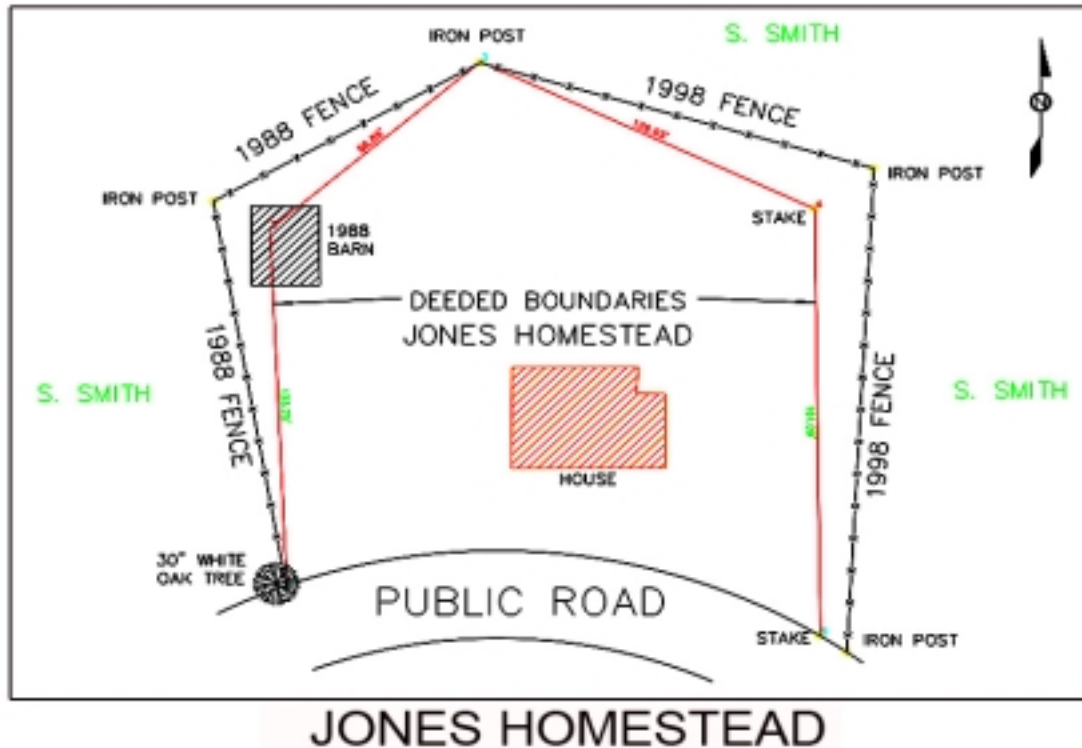 IRON POST
S. SMITH
1988 FENCE
1998 FENCE
N
IRON POST
IRON POST
STAKE
1988
BARN
DEEDED BOUNDARIES
JONES HOMESTEAD
1988 FENCE
1998 FENCE
S. SMITH
S. SMITH
HOUSE
30" WHITE
OAK TREE
PUBLIC ROAD
STAKE
IRON POST
JONES HOMESTEAD